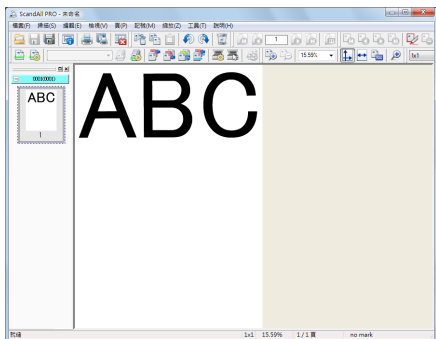 ScandAll PRO - 未命名
檔案(F) 掃描(S) 編輯(E) 檢視(V) 頁(P) 記號(M) 縮放(Z) 工具(T) 說明(H)
1
15.59% 1x1
0001(0001)
ABC
1
ABC
就緒 1x1 15.59% 1 / 1 頁 no mark